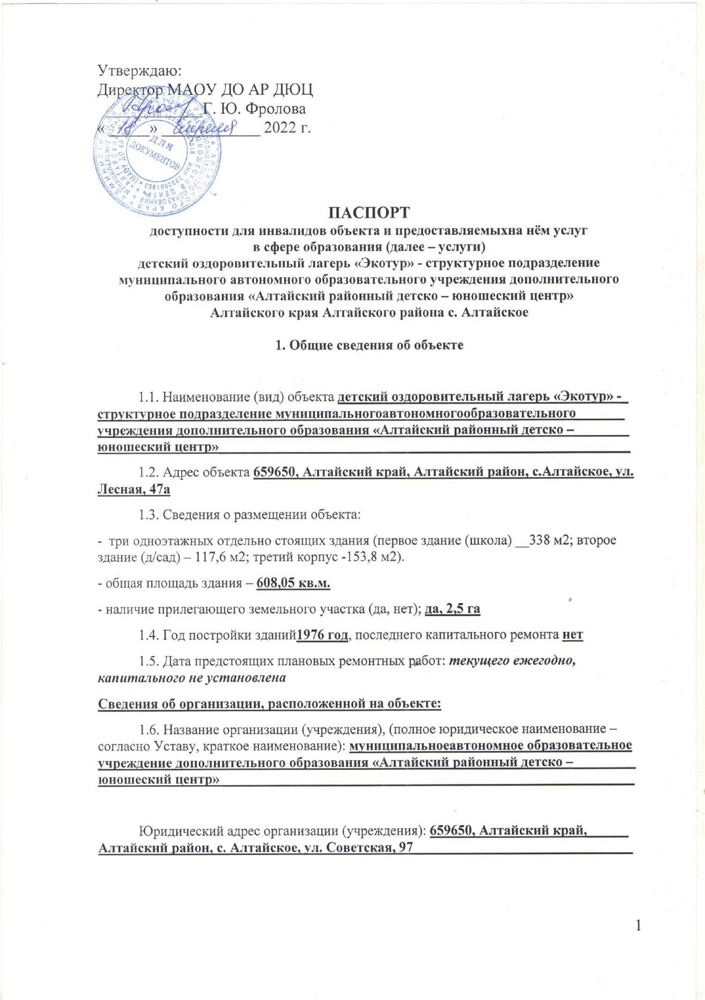 Утверждаю:
Директор МАОУ ДО АР ДЮЦ
____________Г. Ю. Фролова
« 18 » апреля 2022 г.
для
ДОКУМЕНТОВ
ПАСПОРТ
доступности для инвалидов объекта и предоставляемыхна нём услуг
в сфере образования (далее – услуги)
детский оздоровительный лагерь «Экотур» - структурное подразделение
муниципального автономного образовательного учреждения дополнительного
образования «Алтайский районный детско – юношеский центр»
Алтайского края Алтайского района с. Алтайское
1. Общие сведения об объекте
1.1. Наименование (вид) объекта детский оздоровительный лагерь «Экотур» -
структурное подразделение муниципальногоавтономногообразовательного
учреждения дополнительного образования «Алтайский районный детско –
юношеский центр»
1.2. Адрес объекта 659650, Алтайский край, Алтайский район, с.Алтайское, ул.
Лесная, 47а
1.3. Сведения о размещении объекта:
- три одноэтажных отдельно стоящих здания (первое здание (школа) __338 м2; второе
здание (д/сад) – 117,6 м2; третий корпус -153,8 м2).
- общая площадь здания – 608,05 кв.м.
- наличие прилегающего земельного участка (да, нет); да, 2,5 га
1.4. Год постройки зданий1976 год, последнего капитального ремонта нет
1.5. Дата предстоящих плановых ремонтных работ: текущего ежегодно,
капитального не установлена
Сведения об организации, расположенной на объекте:
1.6. Название организации (учреждения), (полное юридическое наименование –
согласно Уставу, краткое наименование): муниципальноеавтономное образовательное
учреждение дополнительного образования «Алтайский районный детско –
юношеский центр»
Юридический адрес организации (учреждения): 659650, Алтайский край,
Алтайский район, с. Алтайское, ул. Советская, 97
1